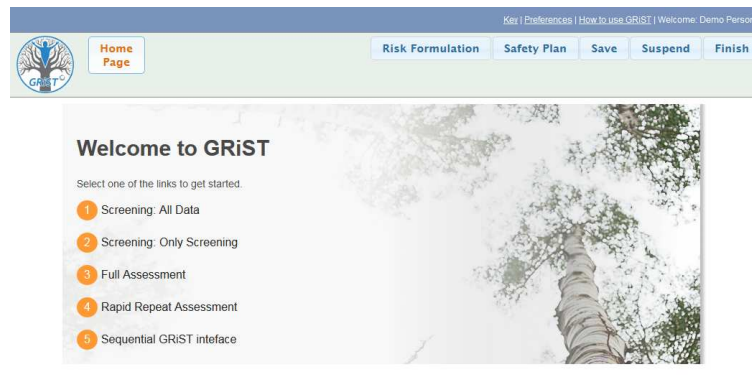 Key | Preferences | How to use GRiST | Welcome: Demo Person
GRiST©
Home Page
Risk Formulation
Safety Plan
Save
Suspend
Finish
Welcome to GRiST
Select one of the links to get started.
1 Screening: All Data
2 Screening: Only Screening
3 Full Assessment
4 Rapid Repeat Assessment
5 Sequential GRiST inteface